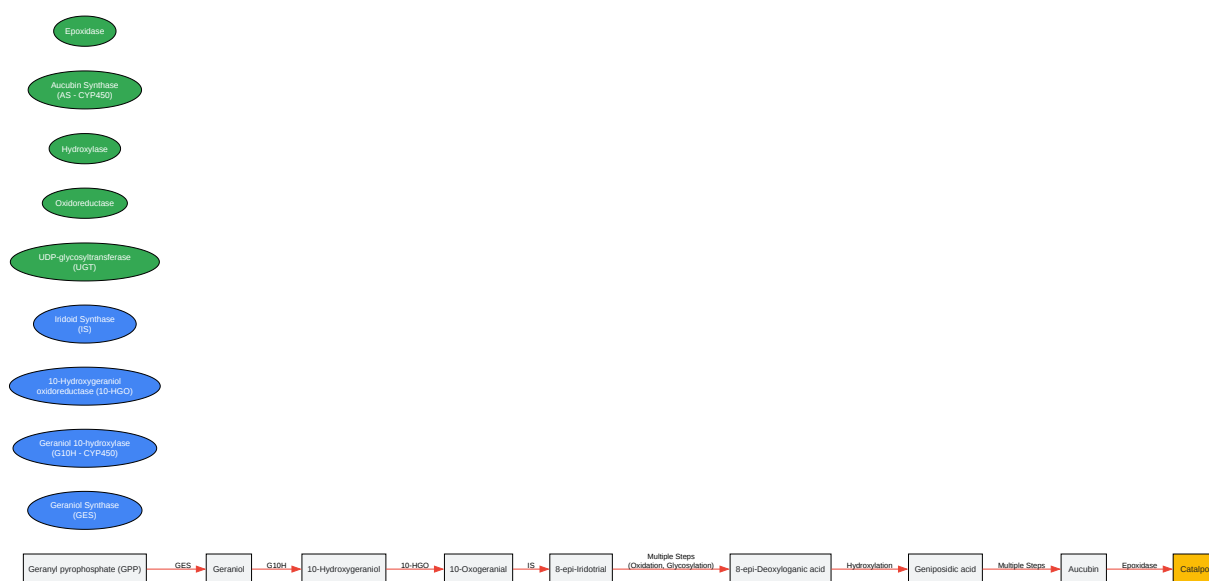 Epoxidase
Aucubin Synthase
(AS - CYP450)
Hydroxylase
Oxidoreductase
UDP-glycosyltransferase
(UGT)
Iridoid Synthase
(IS)
10-Hydroxygeraniol
oxidoreductase (10-HGO)
Geraniol 10-hydroxylase
(G10H - CYP450)
Geraniol Synthase
(GES)
Geranyl pyrophosphate (GPP)
GES
Geraniol
G10H
10-Hydroxygeraniol
10-HGO
10-Oxogeranial
IS
8-epi-Iridotrial
Multiple Steps
(Oxidation, Glycosylation)
8-epi-Deoxyloganic acid
Hydroxylation
Geniposidic acid
Multiple Steps
Aucubin
Epoxidase
Catalpo